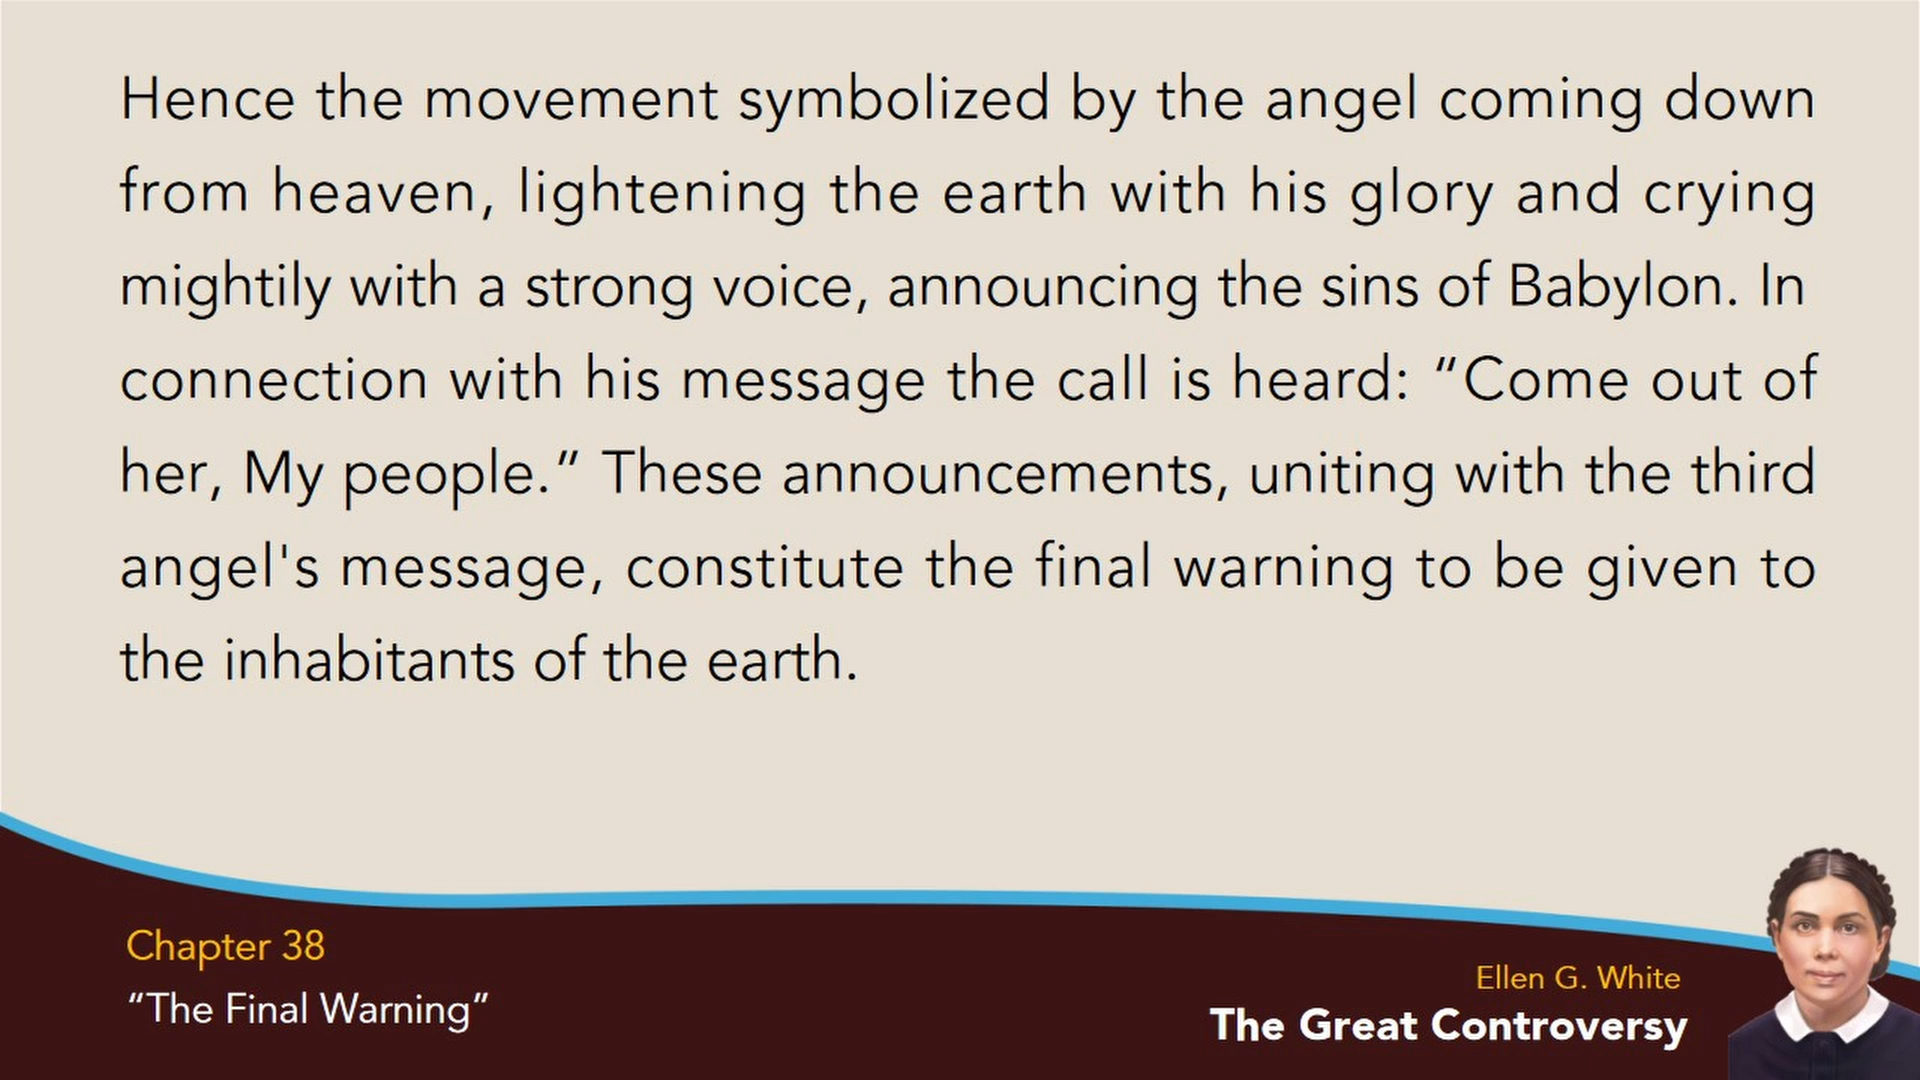 Hence the movement symbolized by the angel coming down
from heaven, lightening the earth with his glory and crying
mightily with a strong voice, announcing the sins of Babylon. In
connection with his message the call is heard: “Come out of
her, My people.” These announcements, uniting with the third
angel's message, constitute the final warning to be given to
the inhabitants of the earth.
Chapter 38
“The Final Warning”
Ellen G. White
The Great Controversy